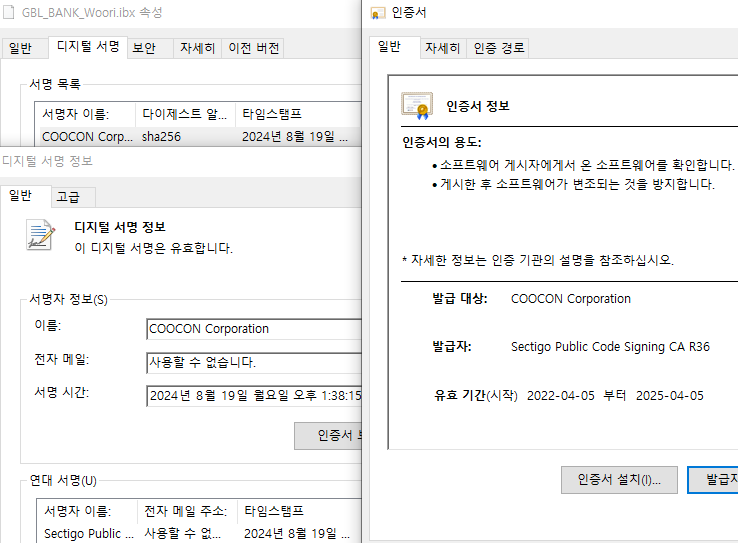 GBL_BANK_Woori.ibx 속성
일반 디지털 서명 보안 자세히 이전 버전
서명 목록
서명자 이름: 다이제스트 알... 타임스탬프
COOCON Corp... sha256 2024년 8월 19일 ...
디지털 서명 정보
일반 고급
디지털 서명 정보
이 디지털 서명은 유효합니다.
서명자 정보(S)
이름: COOCON Corporation
전자 메일: 사용할 수 없습니다.
서명 시간: 2024년 8월 19일 월요일 오후 1:38:15
인증서
연대 서명(U)
서명자 이름: 전자 메일 주소: 타임스탬프
Sectigo Public ... 사용할 수 없... 2024년 8월 19일 ...
인증서
일반 자세히 인증 경로
인증서 정보
인증서의 용도:
• 소프트웨어 게시자에게서 온 소프트웨어를 확인합니다.
• 게시한 후 소프트웨어가 변조되는 것을 방지합니다.
* 자세한 정보는 인증 기관의 설명을 참조하십시오.
발급 대상: COOCON Corporation
발급자: Sectigo Public Code Signing CA R36
유효 기간(시작) 2022-04-05 부터 2025-04-05
인증서 설치(I)...
발급자